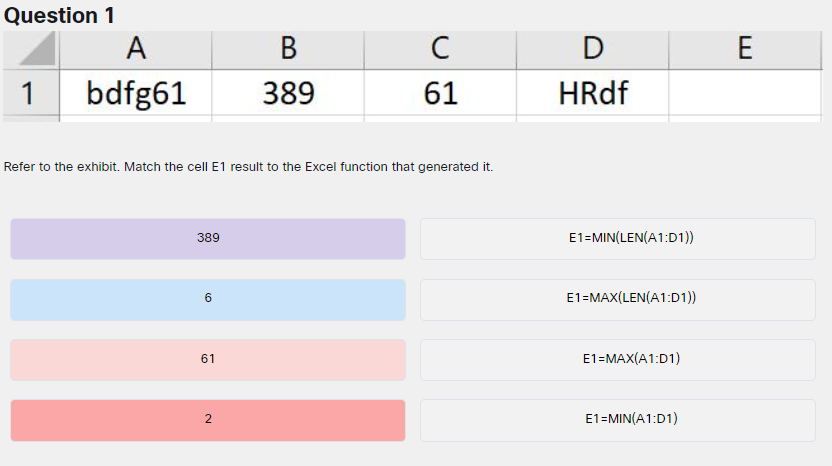 Question 1
A B C D E
1 bdfg61 389 61 HRdf
Refer to the exhibit. Match the cell E1 result to the Excel function that generated it.
389 E1=MIN(LEN(A1:D1))
6 E1=MAX(LEN(A1:D1))
61 E1=MAX(A1:D1)
2 E1=MIN(A1:D1)